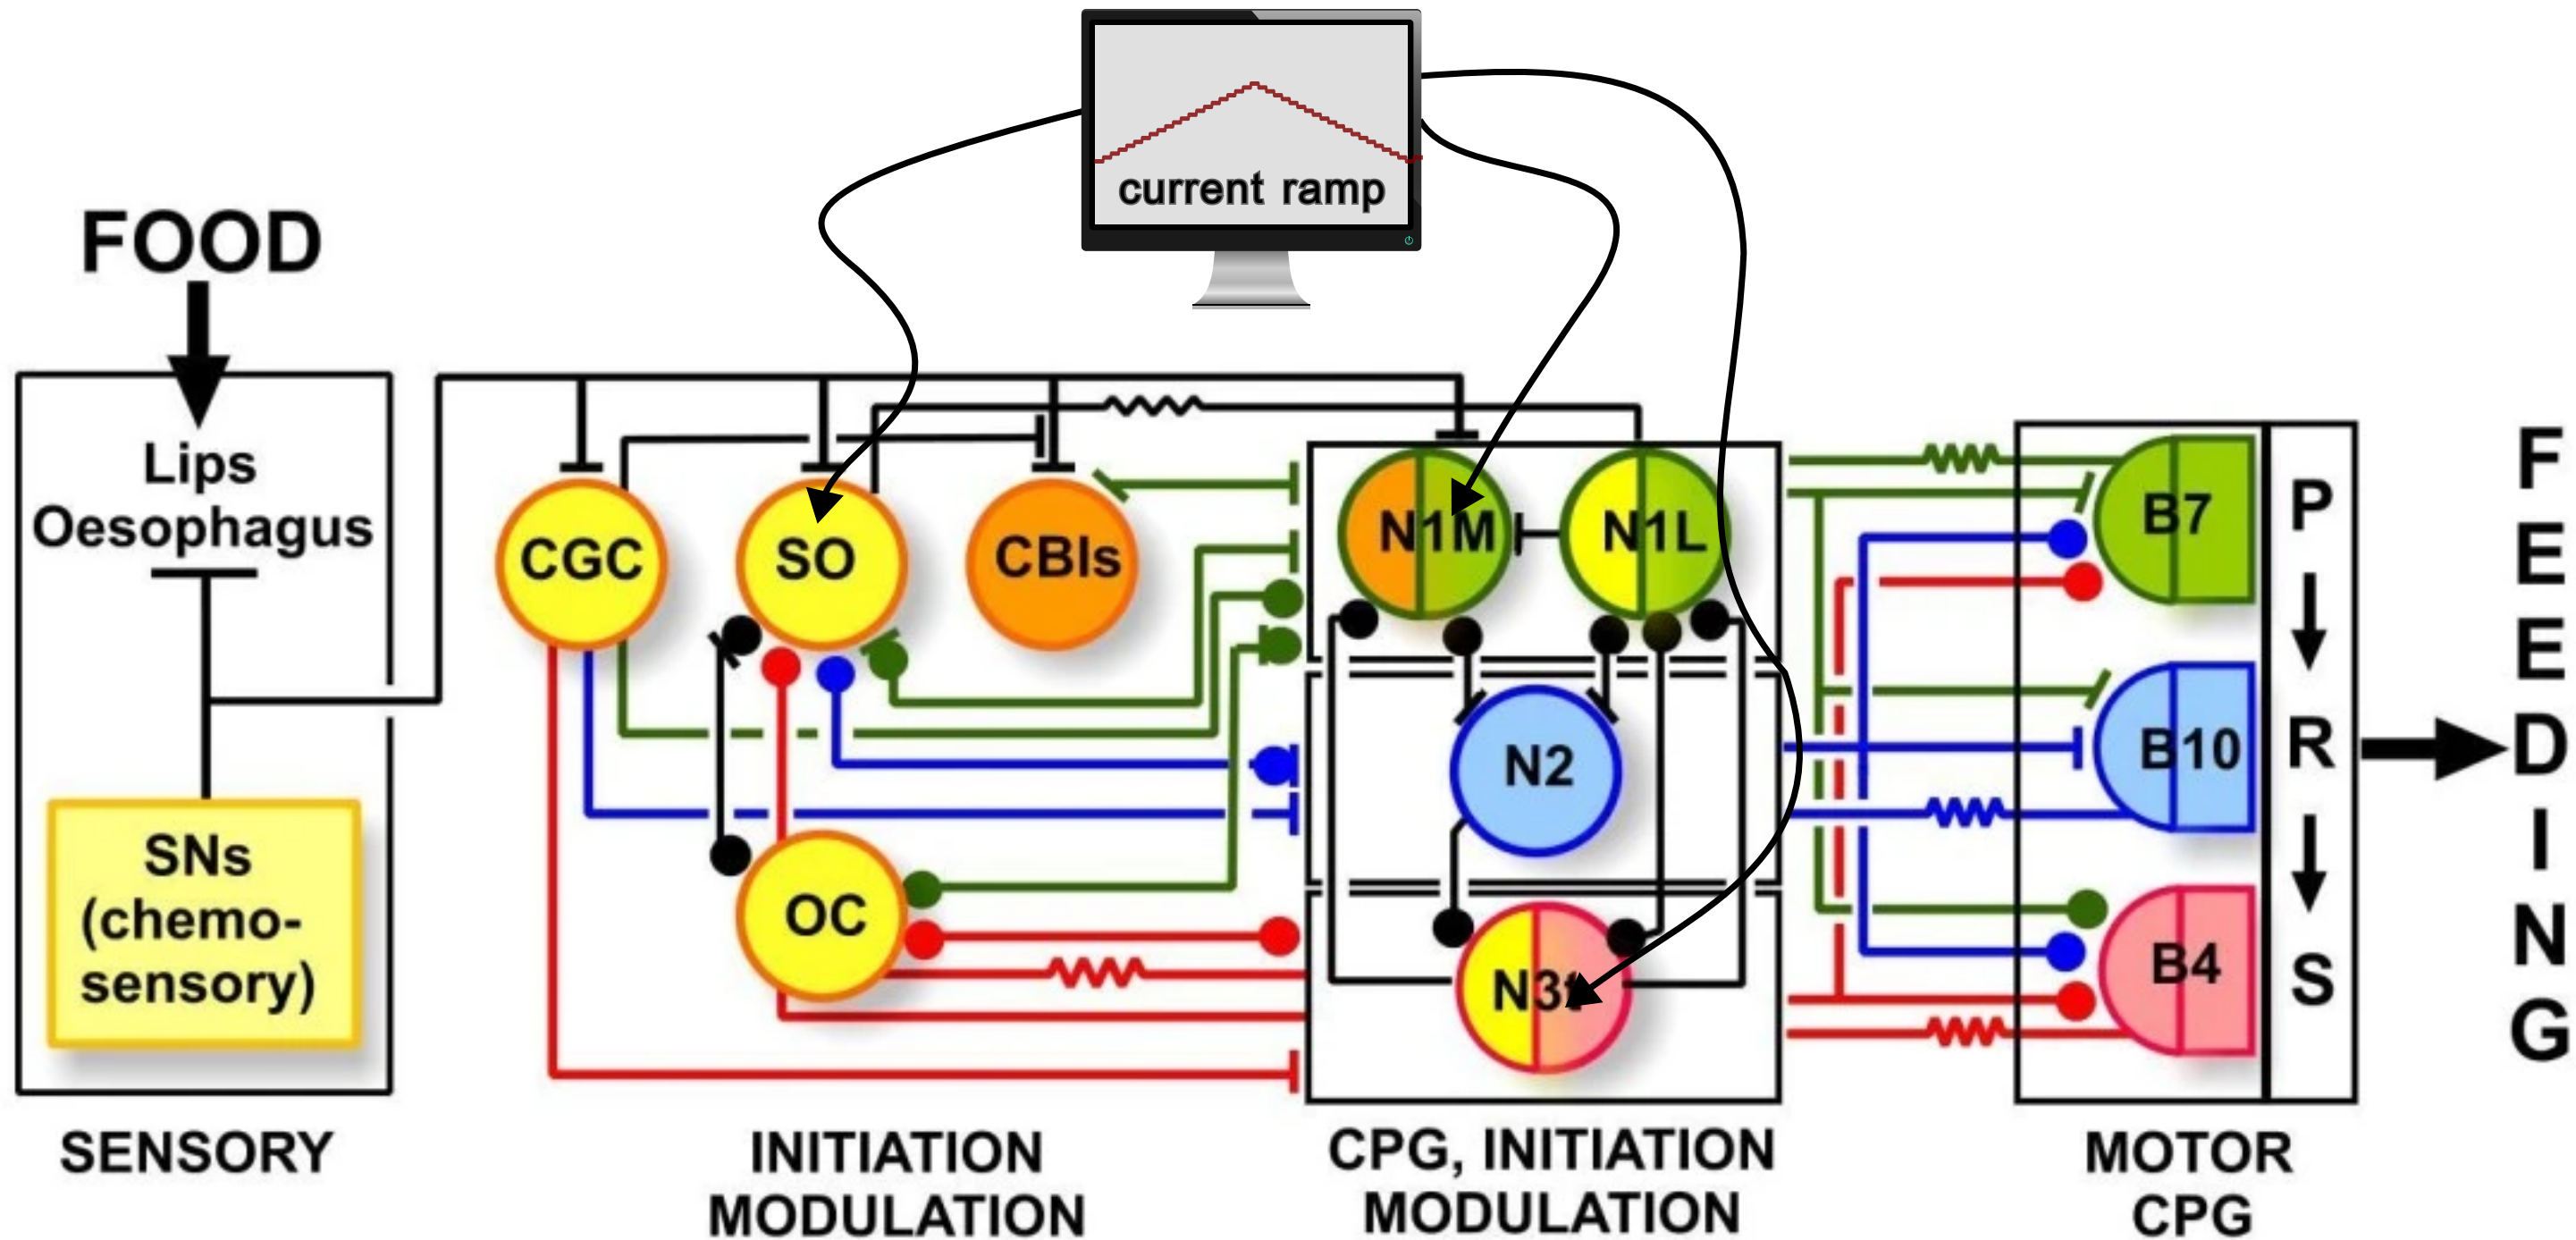 current ramp
FOOD
Lips
Oesophagus
SNs
(chemo-
sensory)
SENSORY
CGC
SO
CBIs
OC
INITIATION
MODULATION
N1M
N1L
N2
N3t
CPG, INITIATION
MODULATION
B7
B10
B4
P
R
S
MOTOR
CPG
FEEDING